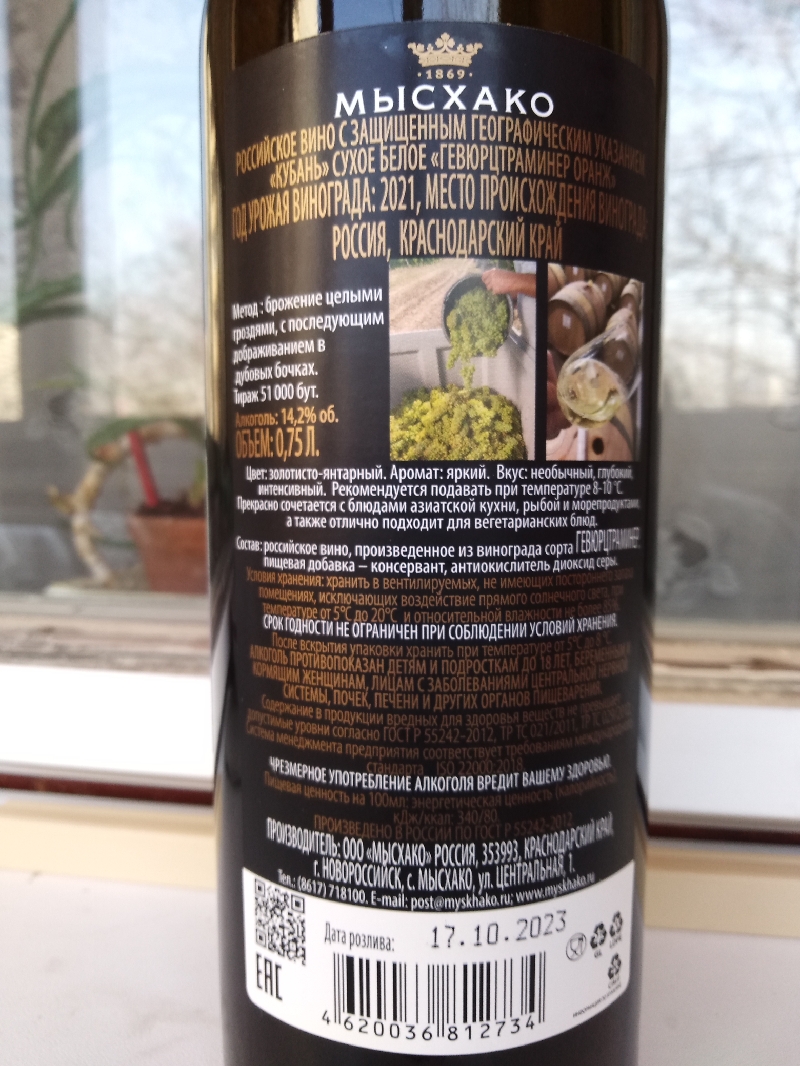 ·1869·
МЫСХАКО
РОССИЙСКОЕ ВИНО С ЗАЩИЩЕННЫМ ГЕОГРАФИЧЕСКИМ УКАЗАНИЕМ
«КУБАНЬ» СУХОЕ БЕЛОЕ «ГЕВЮРЦТРАМИНЕР ОРАНЖ»
ГОД УРОЖАЯ ВИНОГРАДА: 2021, МЕСТО ПРОИСХОЖДЕНИЯ ВИНОГРАДА
РОССИЯ, КРАСНОДАРСКИЙ КРАЙ
Метод : брожение целыми
гроздями, с последующим
дображиванием в
дубовых бочках.
Тираж 51 000 бут.
Алкоголь: 14,2% об.
ОБЪЕМ: 0,75 Л.
Цвет: золотисто-янтарный. Аромат: яркий. Вкус: необычный, глубокий,
интенсивный. Рекомендуется подавать при температуре 8-10 °С.
Прекрасно сочетается с блюдами азиатской кухни, рыбой и морепродуктами,
а также отлично подходит для вегетарианских блюд.
Состав: российское вино, произведенное из винограда сорта ГЕВЮРЦТРАМИНЕР,
пищевая добавка – консервант, антиокислитель диоксид серы.
Условия хранения: хранить в вентилируемых, не имеющих постороннего запаха
помещениях, исключающих воздействие прямого солнечного света, при
температуре от 5°С до 20°С и относительной влажности не более
СРОК ГОДНОСТИ НЕ ОГРАНИЧЕН ПРИ СОБЛЮДЕНИИ УСЛОВИЙ ХРАНЕНИЯ.
После вскрытия упаковки хранить при температуре от 5°С до
АЛКОГОЛЬ ПРОТИВОПОКАЗАН ДЕТЯМ И ПОДРОСТКАМ ДО 18 ЛЕТ, БЕРЕМЕННЫМ И
КОРМЯЩИМ ЖЕНЩИНАМ, ЛИЦАМ С ЗАБОЛЕВАНИЯМИ ЦЕНТРАЛЬНОЙ НЕРВНОЙ
СИСТЕМЫ, ПОЧЕК, ПЕЧЕНИ И ДРУГИХ ОРГАНОВ ПИЩЕВАРЕНИЯ.
Содержание в продукции вредных для здоровья веществ не превышает
допустимые уровни согласно ГОСТ Р 55242-2012, ТР ТС 021/2011, ТР ТС
Система менеджмента предприятия соответствует требованиям международного
стандарта ISO 22000:2018.
ЧРЕЗМЕРНОЕ УПОТРЕБЛЕНИЕ АЛКОГОЛЯ ВРЕДИТ ВАШЕМУ ЗДОРОВЬЮ.
Пищевая ценность на 100мл: энергетическая ценность (калорийность),
кДж/ккал: 340/80.
ПРОИЗВЕДЕНО В РОССИИ ПО ГОСТ Р 55242-2012
ПРОИЗВОДИТЕЛЬ: ООО «МЫСХАКО» РОССИЯ, 353993, КРАСНОДАРСКИЙ КРАЙ,
г. НОВОРОССИЙСК, с. МЫСХАКО, ул. ЦЕНТРАЛЬНАЯ, 1.
Тел.: (8617) 718100. E-mail: post@myskhako.ru; www.myskhako.ru
Дата розлива: 17.10.2023
EAC
4 620036 812734